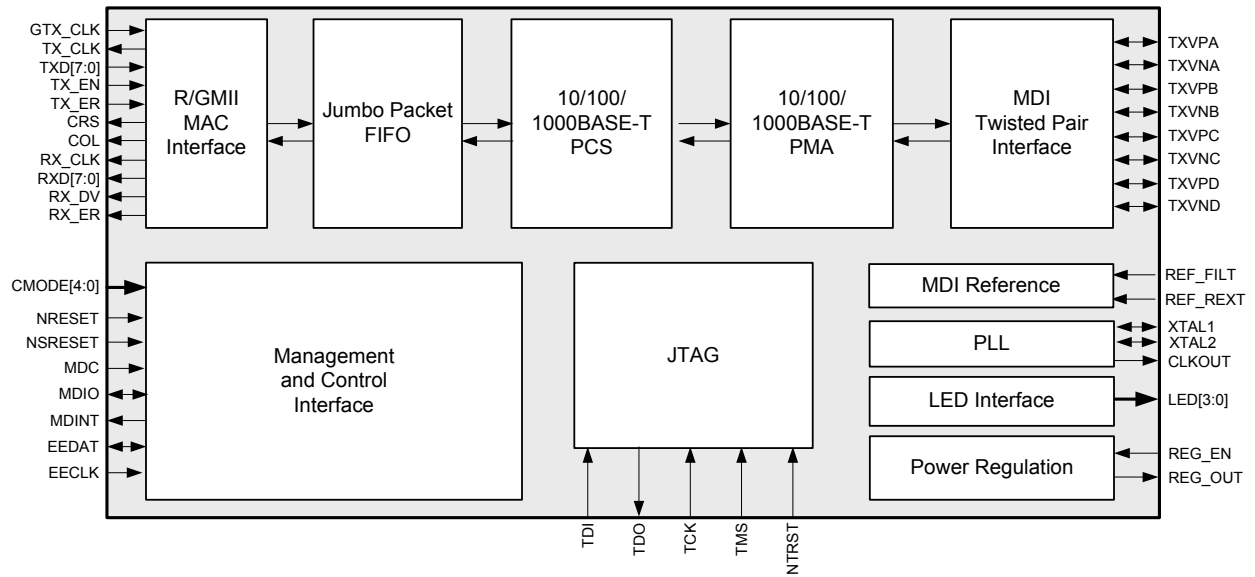 GTX_CLK
TX_CLK
TXD[7:0]
TX_EN
TX_ER
CRS
COL
RX_CLK
RXD[7:0]
RX_DV
RX_ER
R/GMII
MAC
Interface
Jumbo Packet
FIFO
10/100/
1000BASE-T
PCS
10/100/
1000BASE-T
PMA
MDI
Twisted Pair
Interface
TXVPA
TXVNA
TXVPB
TXVNB
TXVPC
TXVNC
TXVPD
TXVND
CMODE[4:0]
NRESET
NSRESET
MDC
MDIO
MDINT
EEDAT
EECLK
Management
and Control
Interface
JTAG
TDI
TDO
TCK
TMS
NTRST
MDI Reference
PLL
LED Interface
Power Regulation
REF_FILT
REF_REXT
XTAL1
XTAL2
CLKOUT
LED[3:0]
REG_EN
REG_OUT